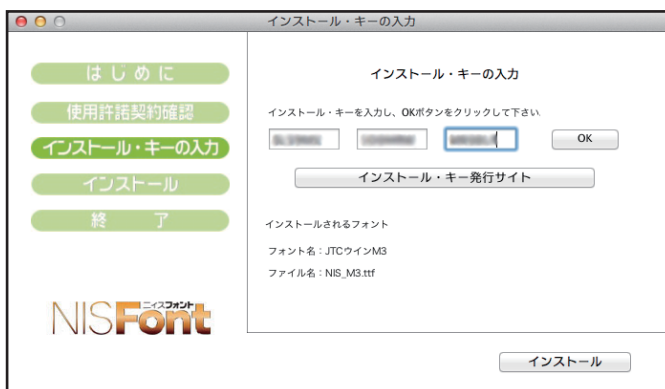 インストール・キーの入力
はじめに
使用許諾契約確認
インストール・キーの入力
インストール
終 了
NISFont
ニィスフォント
インストール・キーの入力
インストール・キーを入力し、OKボタンをクリックして下さい.
OK
インストール・キー発行サイト
インストールされるフォント
フォント名：JTCウインM3
ファイル名：NIS_M3.ttf
インストール